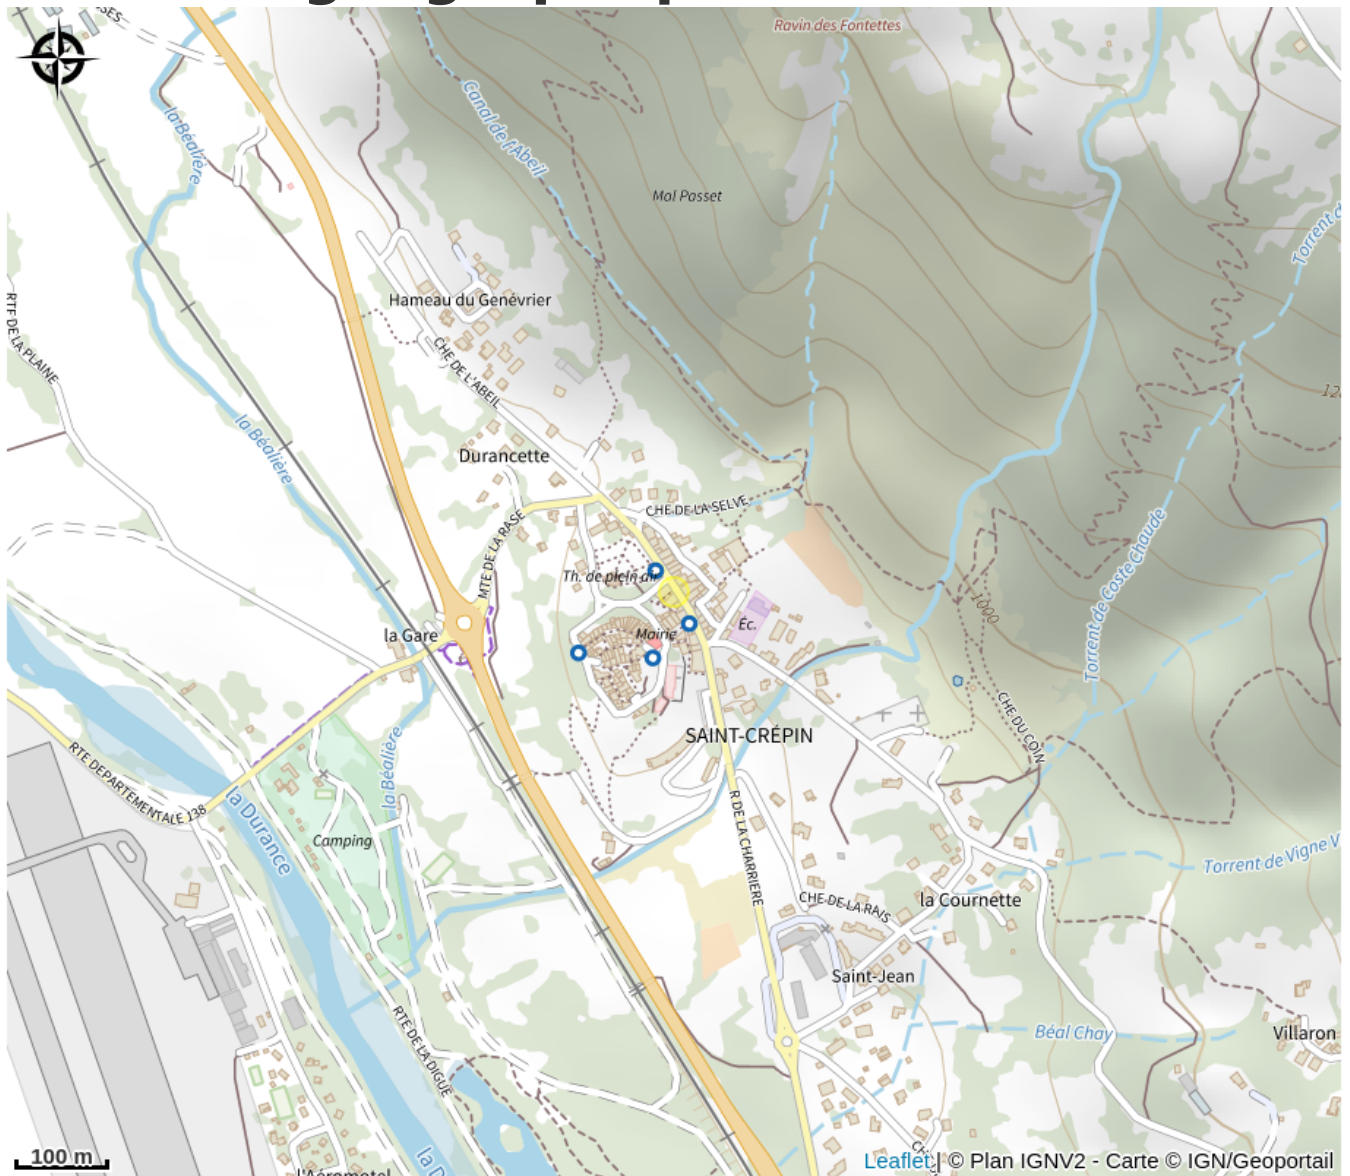 Ravin des Fontettes
Canal de l'Abeil
la Béalière
Mal Passet
Hameau du Genévrier
RTE DE LA PLAINE
CHE DE L'ABEIL
la Béalière
Durancette
CHE DE LA SELVE
MTE DE LA RASE
Th. de plein air
1000
Torrent de Coste Chaude
la Gare
Mairie
Éc.
CHE DU COIN
SAINT-CRÉPIN
RTE DEPARTEMENTALE 138
la Béalière
la Durance
Camping
R DE LA CHARRIERE
Torrent de Vigne V
CHE DE LA RAIS
la Cournette
Saint-Jean
RTE DE LA DIGUE
Béal Chay
Villaron
100 m
l'Aéromotel
Leaflet | © Plan IGNV2 - Carte © IGN/Geoportail